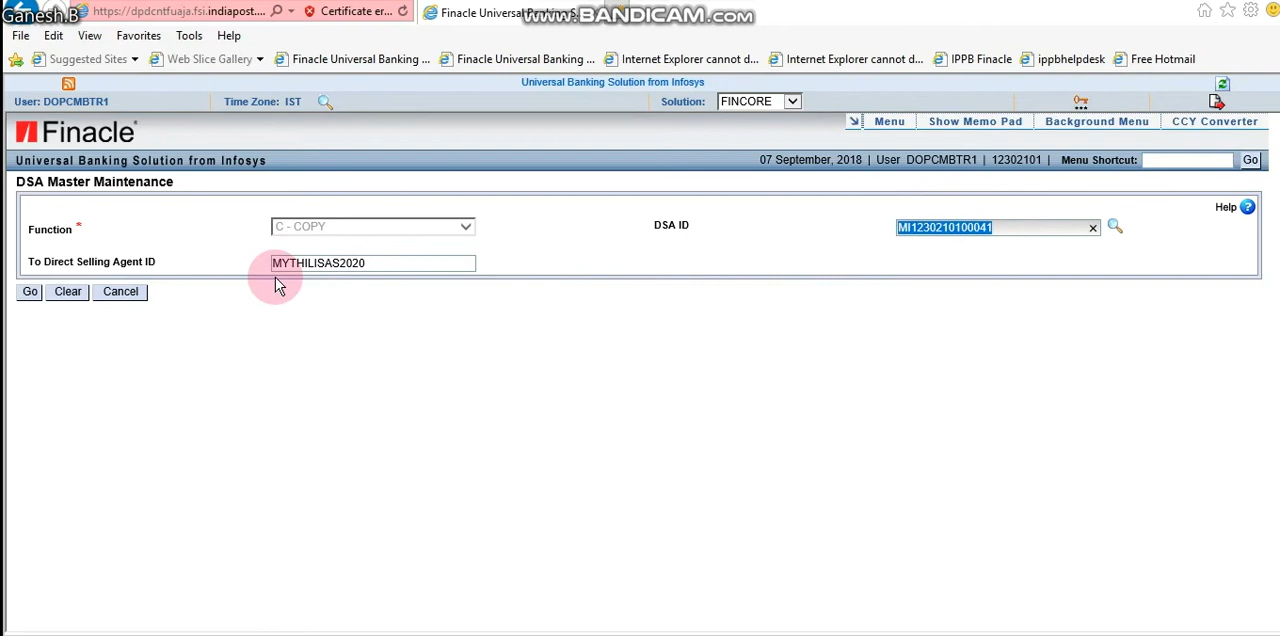 Ganesh.B
https://dpdcntfuaja.fsi.indiapost....
Certificate er...
Finacle Universal Banking S...
www.BANDICAM.com
File Edit View Favorites Tools Help
Suggested Sites Web Slice Gallery Finacle Universal Banking ... Finacle Universal Banking ... Internet Explorer cannot d... Internet Explorer cannot d... IPPB Finacle ippbhelpdesk Free Hotmail
Universal Banking Solution from Infosys
User: DOPCMBTR1 Time Zone: IST Solution: FINCORE
Finacle
Menu Show Memo Pad Background Menu CCY Converter
Universal Banking Solution from Infosys 07 September, 2018 | User DOPCMBTR1 | 12302101 | Menu Shortcut: Go
DSA Master Maintenance
Help ?
Function * C - COPY DSA ID MI1230210100041
To Direct Selling Agent ID MYTHILISAS2020
Go Clear Cancel